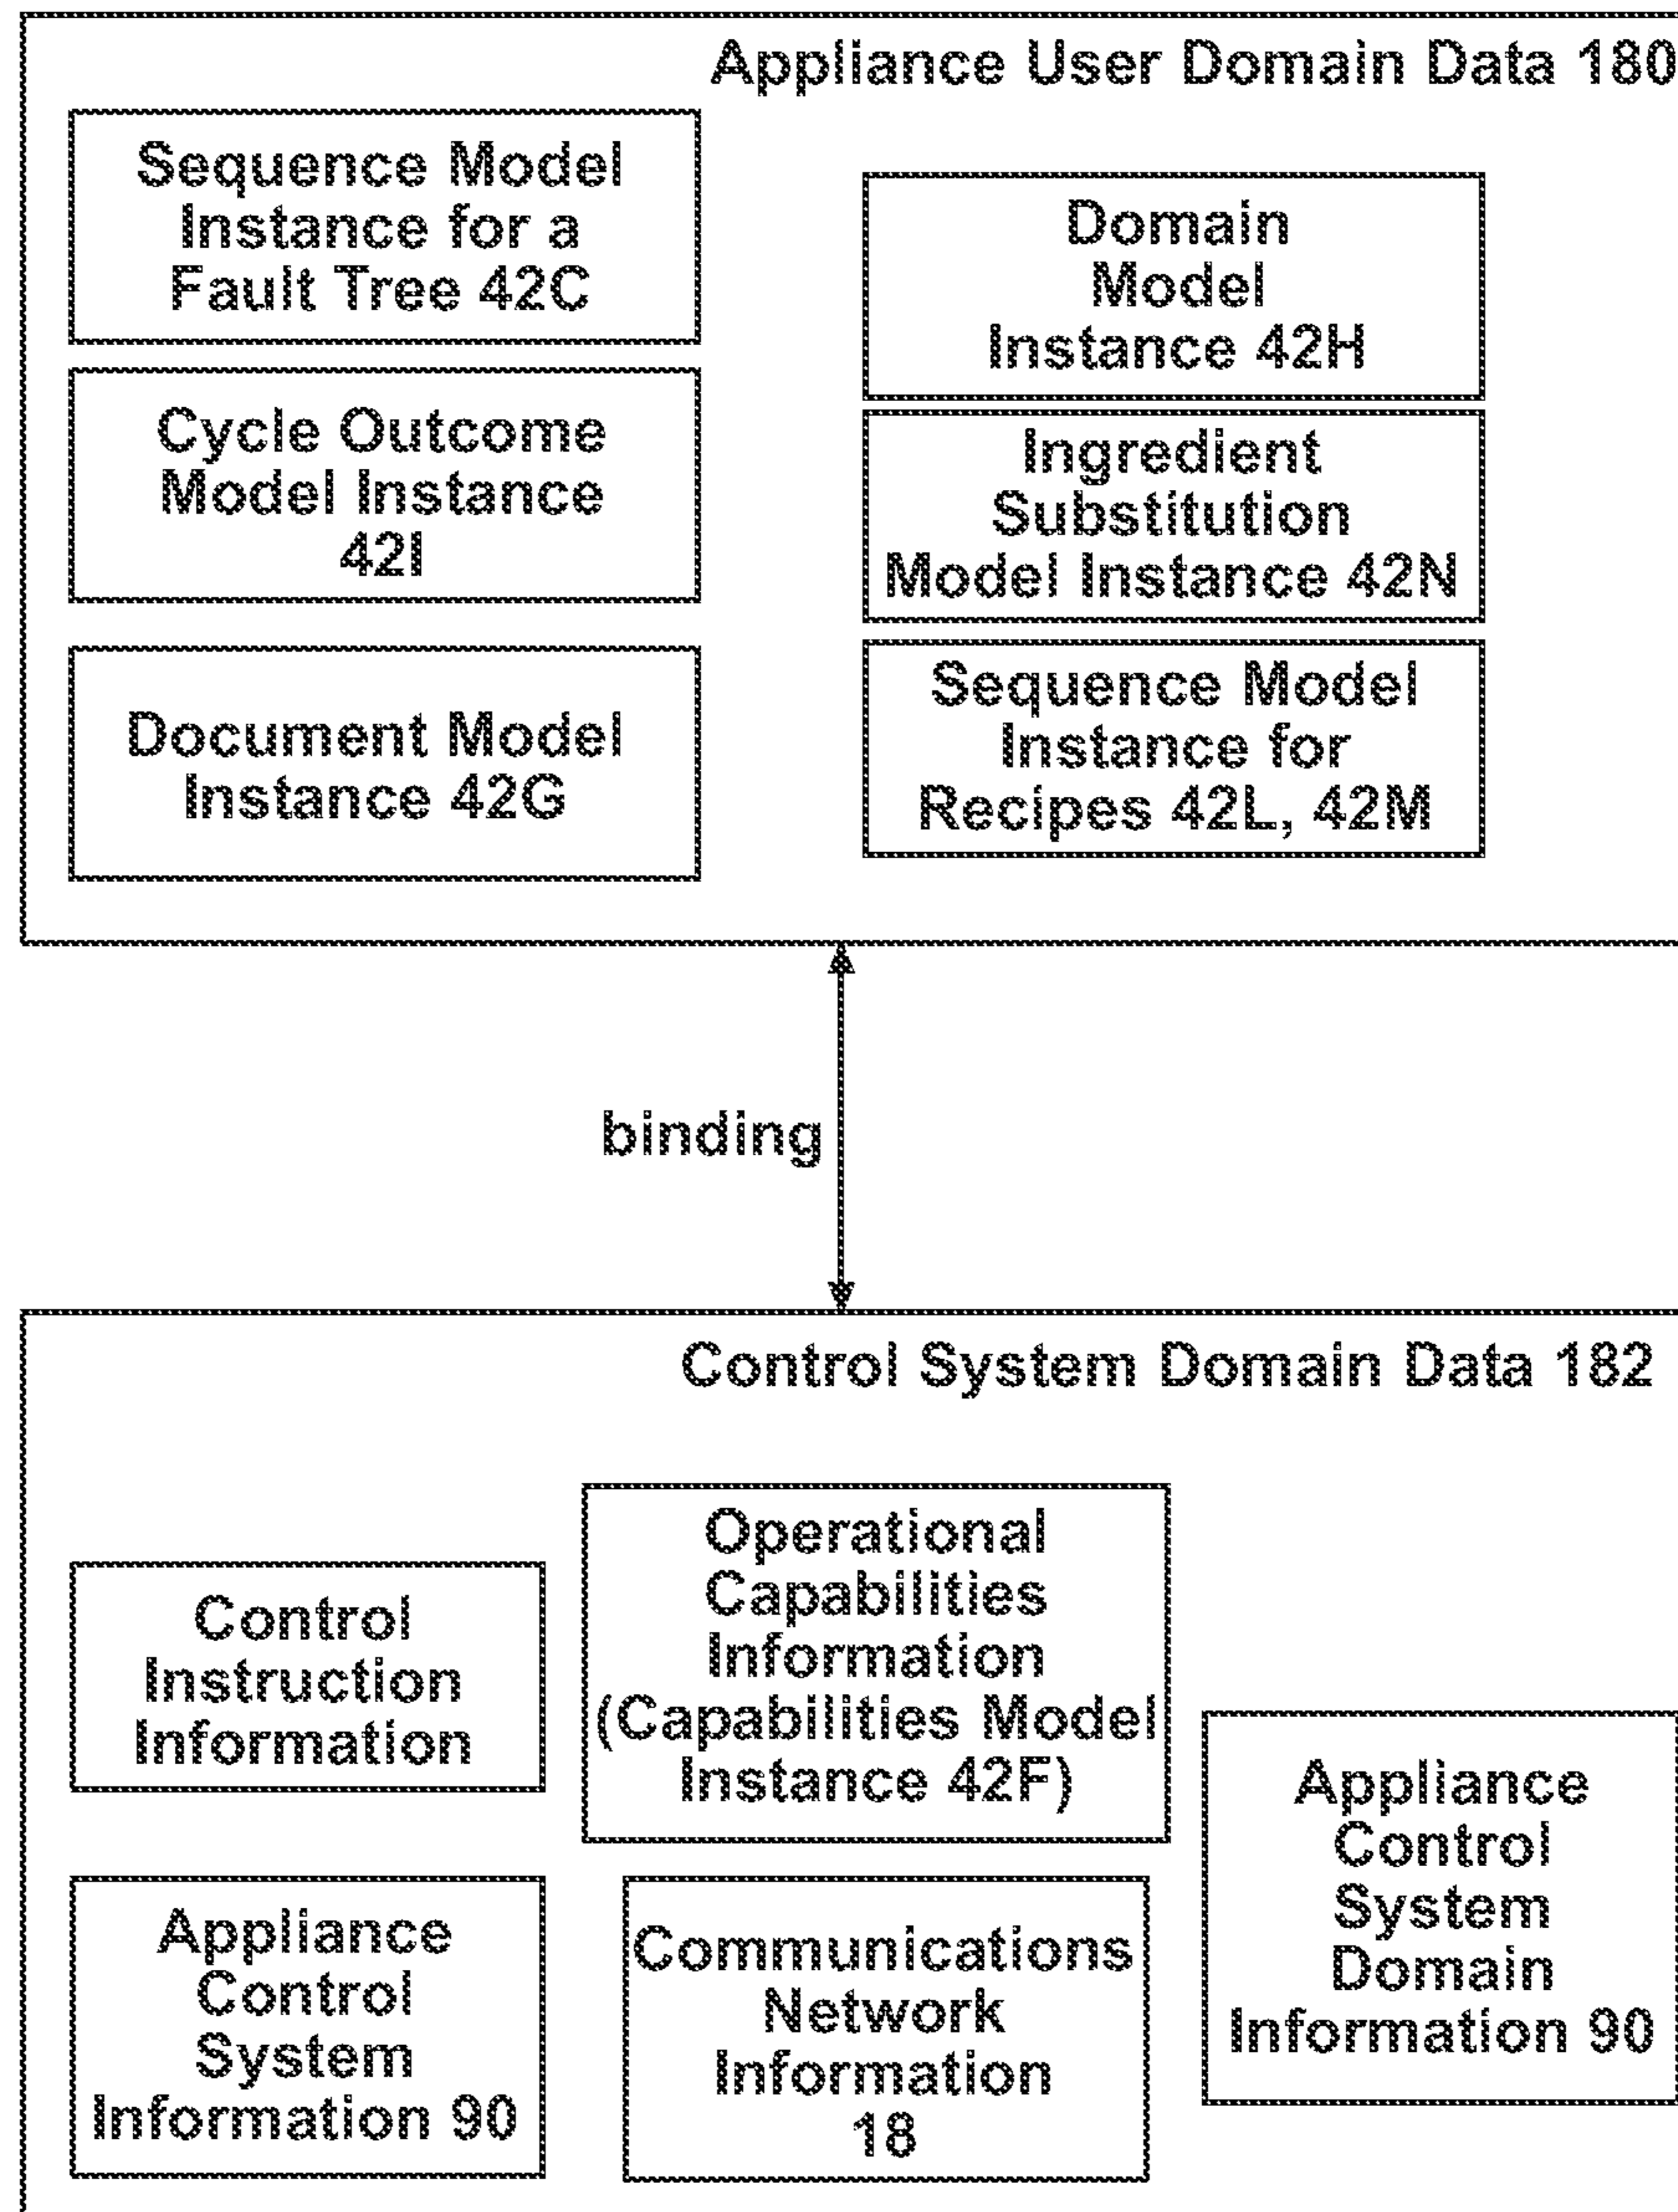 Appliance User Domain Data 180
Sequence Model
Instance for a
Fault Tree 42C
Cycle Outcome
Model Instance
42I
Document Model
Instance 42G
Domain
Model
Instance 42H
Ingredient
Substitution
Model Instance 42N
Sequence Model
Instance for
Recipes 42L, 42M
binding
Control System Domain Data 182
Control
Instruction
Information
Operational
Capabilities
Information
(Capabilities Model
Instance 42F)
Appliance
Control
System
Information 90
Communications
Network
Information
18
Appliance
Control
System
Domain
Information 90